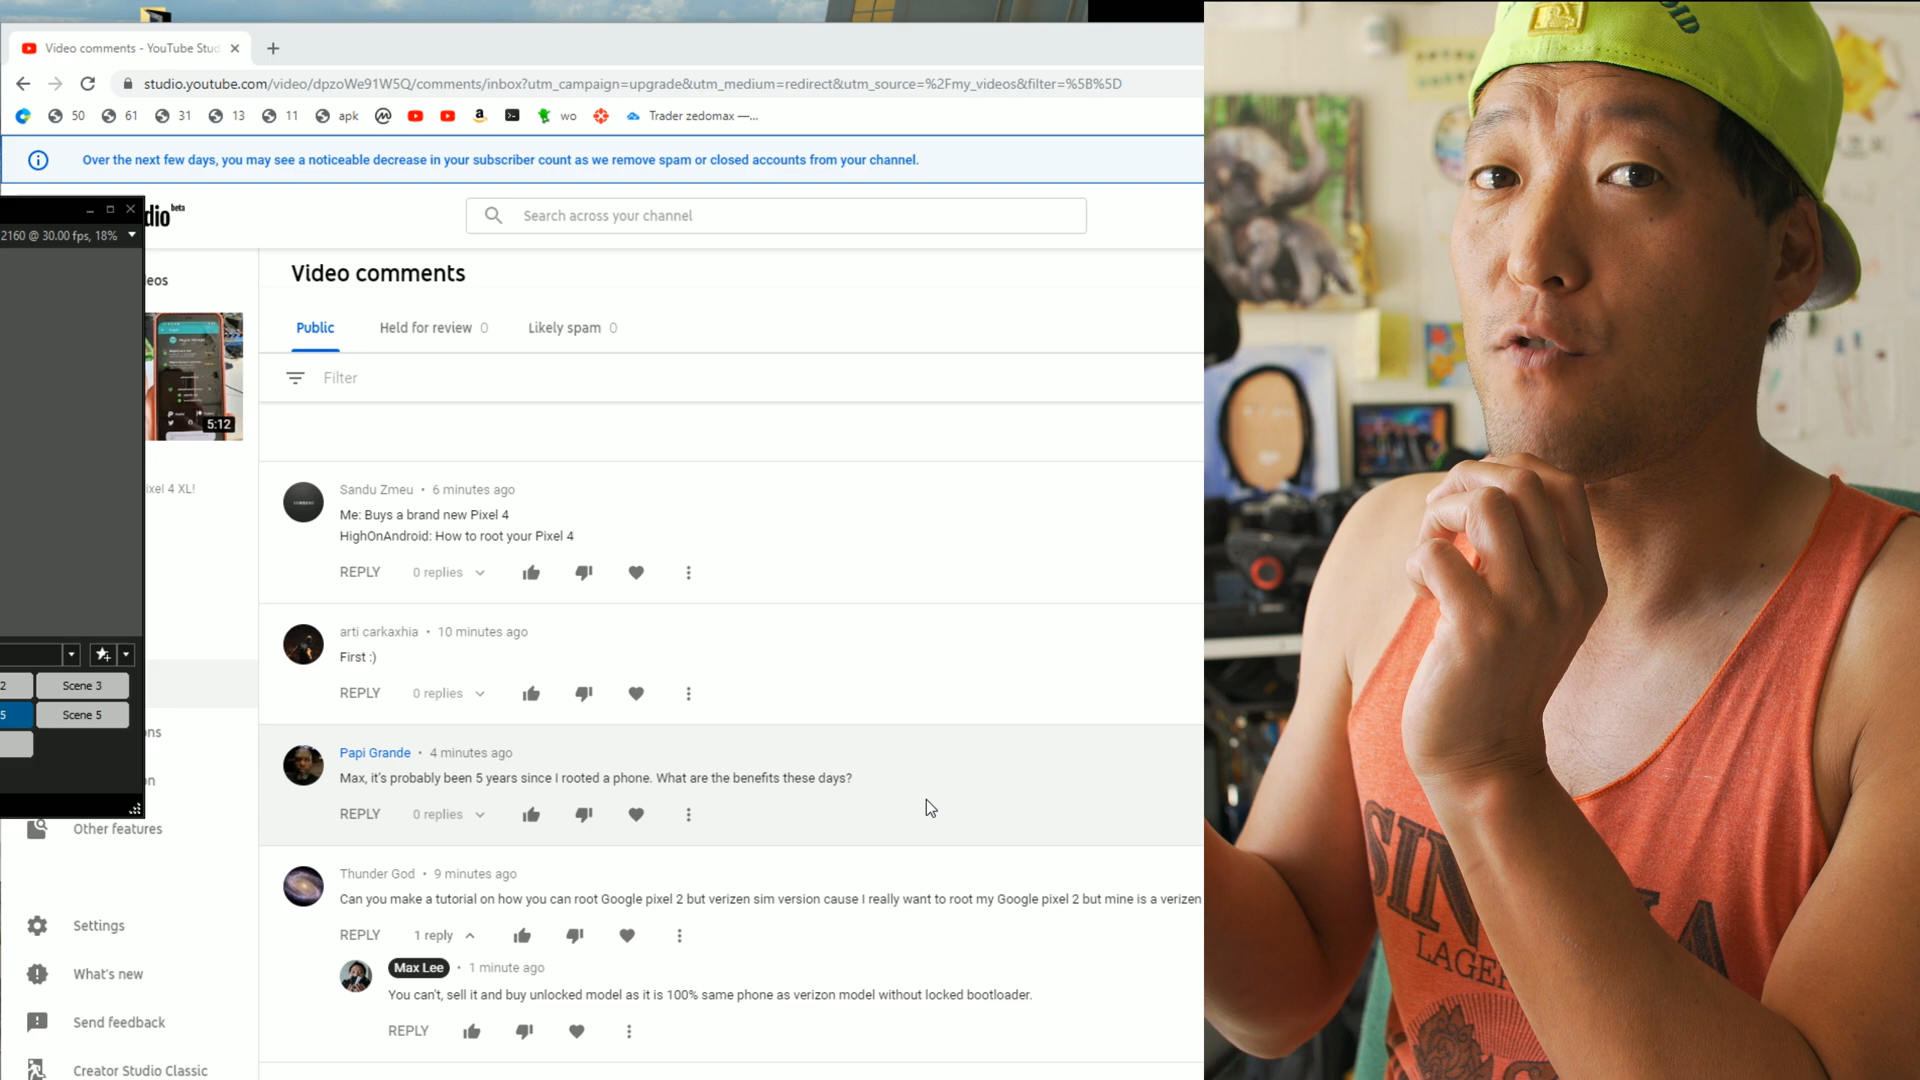 Video comments - YouTube Stud
studio.youtube.com/video/dpzoWe91W5Q/comments/inbox?utm_campaign=upgrade&utm_medium=redirect&utm_source=%2Fmy_videos&filter=%5B%5D
50 61 31 13 11 apk wo Trader zedomax —...
Over the next few days, you may see a noticeable decrease in your subscriber count as we remove spam or closed accounts from your channel.
dio beta
Search across your channel
2160 @ 30.00 fps, 18%
Video comments
eos
Public Held for review 0 Likely spam 0
Filter
5:12
ixel 4 XL!
Sandu Zmeu • 6 minutes ago
Me: Buys a brand new Pixel 4
HighOnAndroid: How to root your Pixel 4
REPLY 0 replies
arti carkaxhia • 10 minutes ago
First :)
REPLY 0 replies
2 Scene 3
5 Scene 5
ns
on
Papi Grande • 4 minutes ago
Max, it's probably been 5 years since I rooted a phone. What are the benefits these days?
REPLY 0 replies
Other features
Thunder God • 9 minutes ago
Can you make a tutorial on how you can root Google pixel 2 but verizen sim version cause I really want to root my Google pixel 2 but mine is a verizen
REPLY 1 reply
Max Lee • 1 minute ago
You can't, sell it and buy unlocked model as it is 100% same phone as verizon model without locked bootloader.
REPLY
Settings
What's new
Send feedback
Creator Studio Classic
LAGER